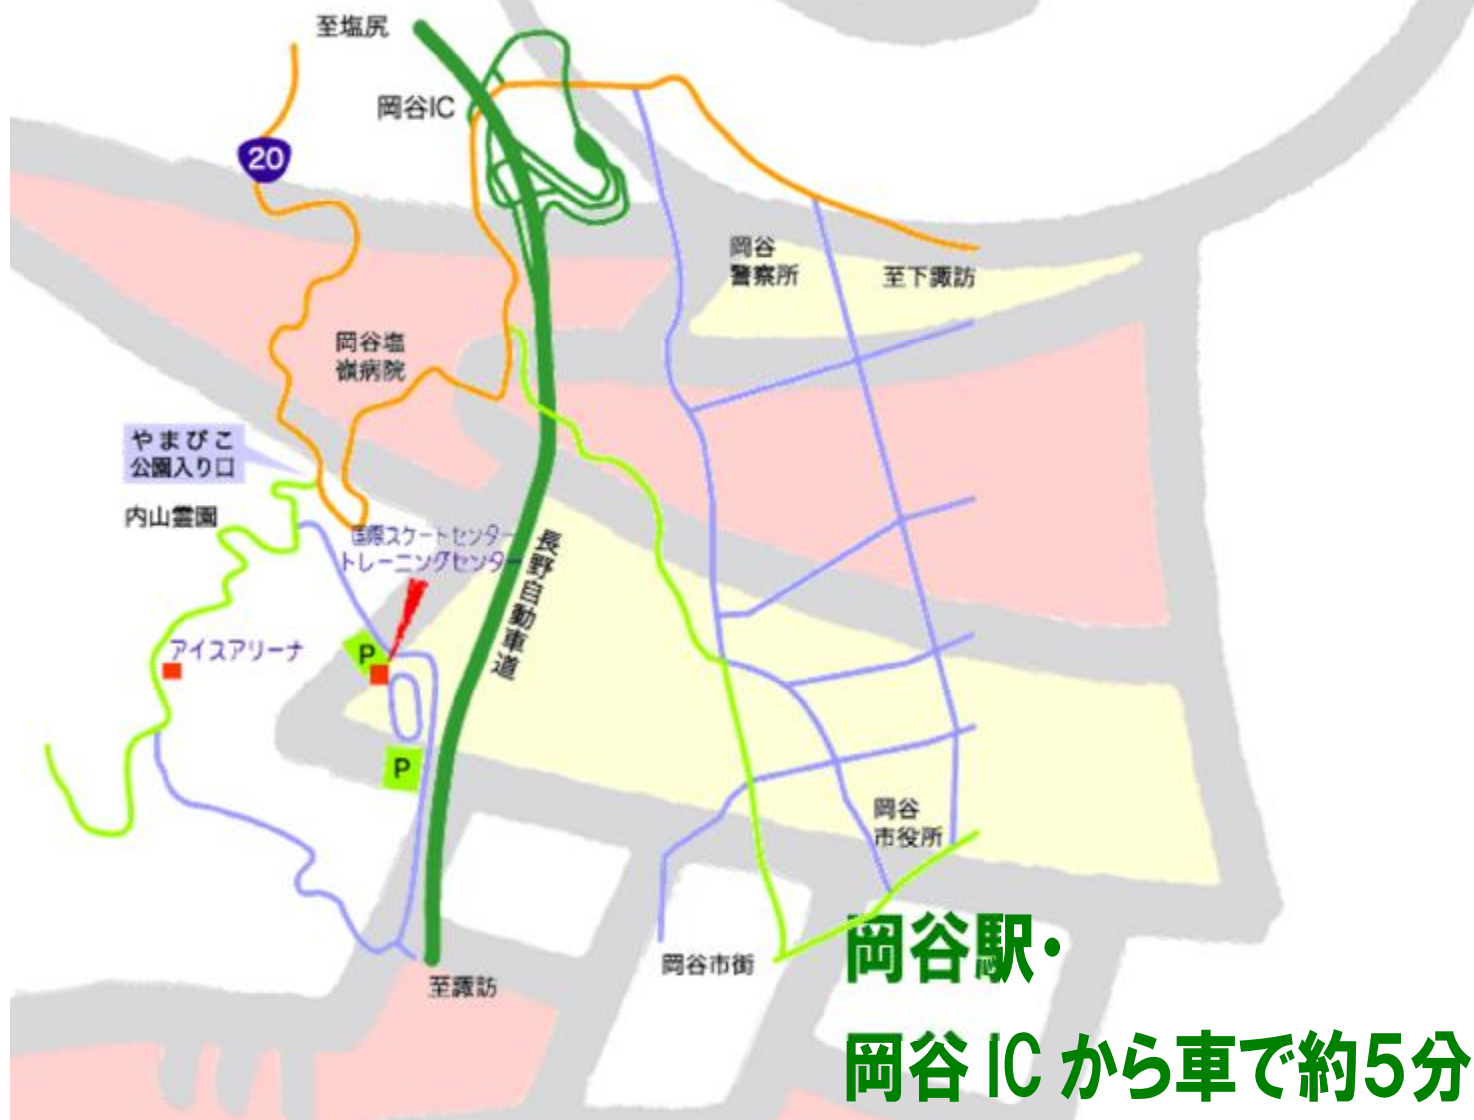 至塩尻
岡谷IC
20
岡谷
警察所
至下諏訪
岡谷塩
嶺病院
やまびこ
公園入り口
内山霊園
国際スケートセンター
トレーニングセンター
長野自動車道
アイスアリーナ
P
P
岡谷
市役所
岡谷市街
至諏訪
岡谷駅・
岡谷 IC から車で約5分